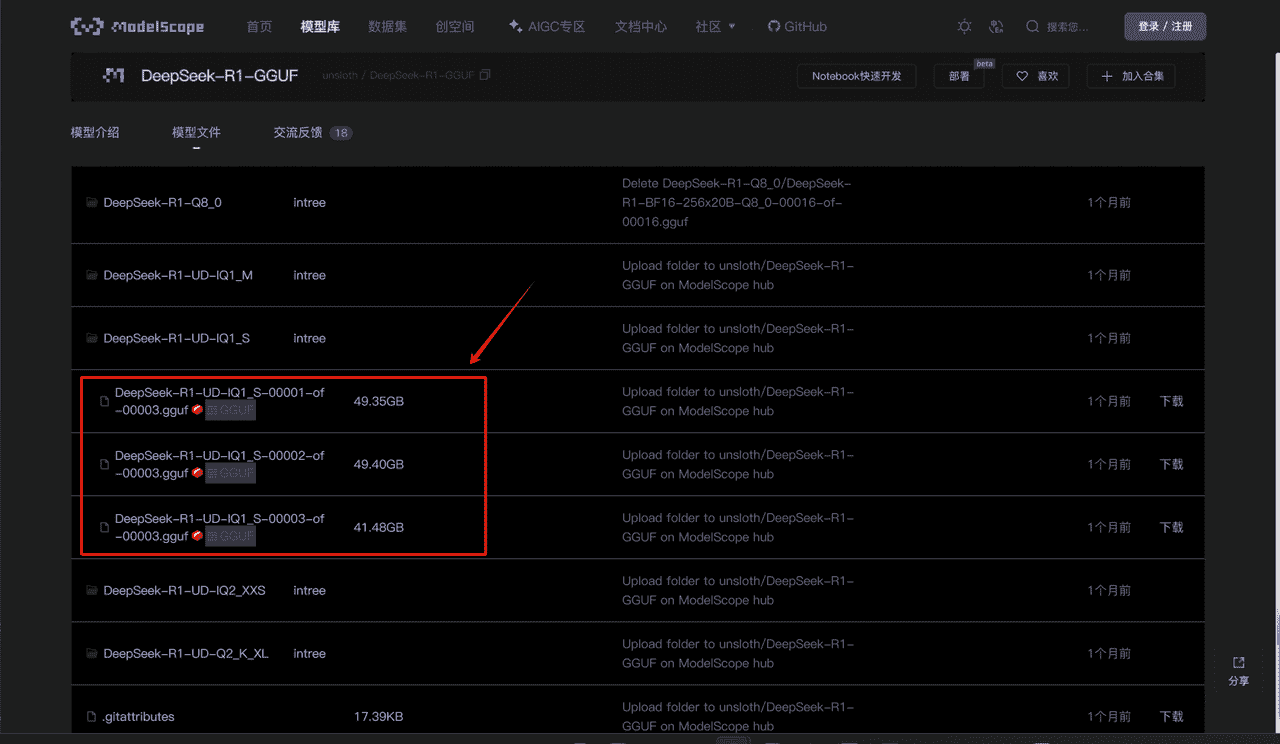 ModelScope 首页 模型库 数据集 创空间 AIGC专区 文档中心 社区 GitHub 搜索您... 登录 / 注册
DeepSeek-R1-GGUF unsloth / DeepSeek-R1-GGUF Notebook快速开发 部署 beta 喜欢 加入合集
模型介绍 模型文件 交流反馈 18
Delete DeepSeek-R1-Q8_0/DeepSeek-
DeepSeek-R1-Q8_0 intree R1-BF16-256x20B-Q8_0-00016-of- 1个月前
00016.gguf
DeepSeek-R1-UD-IQ1_M intree Upload folder to unsloth/DeepSeek-R1- 1个月前
GGUF on ModelScope hub
DeepSeek-R1-UD-IQ1_S intree Upload folder to unsloth/DeepSeek-R1- 1个月前
GGUF on ModelScope hub
DeepSeek-R1-UD-IQ1_S-00001-of 49.35GB Upload folder to unsloth/DeepSeek-R1- 1个月前 下载
-00003.gguf GGUF GGUF on ModelScope hub
DeepSeek-R1-UD-IQ1_S-00002-of 49.40GB Upload folder to unsloth/DeepSeek-R1- 1个月前 下载
-00003.gguf GGUF GGUF on ModelScope hub
DeepSeek-R1-UD-IQ1_S-00003-of 41.48GB Upload folder to unsloth/DeepSeek-R1- 1个月前 下载
-00003.gguf GGUF GGUF on ModelScope hub
DeepSeek-R1-UD-IQ2_XXS intree Upload folder to unsloth/DeepSeek-R1- 1个月前
GGUF on ModelScope hub
DeepSeek-R1-UD-Q2_K_XL intree Upload folder to unsloth/DeepSeek-R1- 1个月前
GGUF on ModelScope hub
.gitattributes 17.39KB Upload folder to unsloth/DeepSeek-R1- 1个月前 下载
GGUF on ModelScope hub
分享